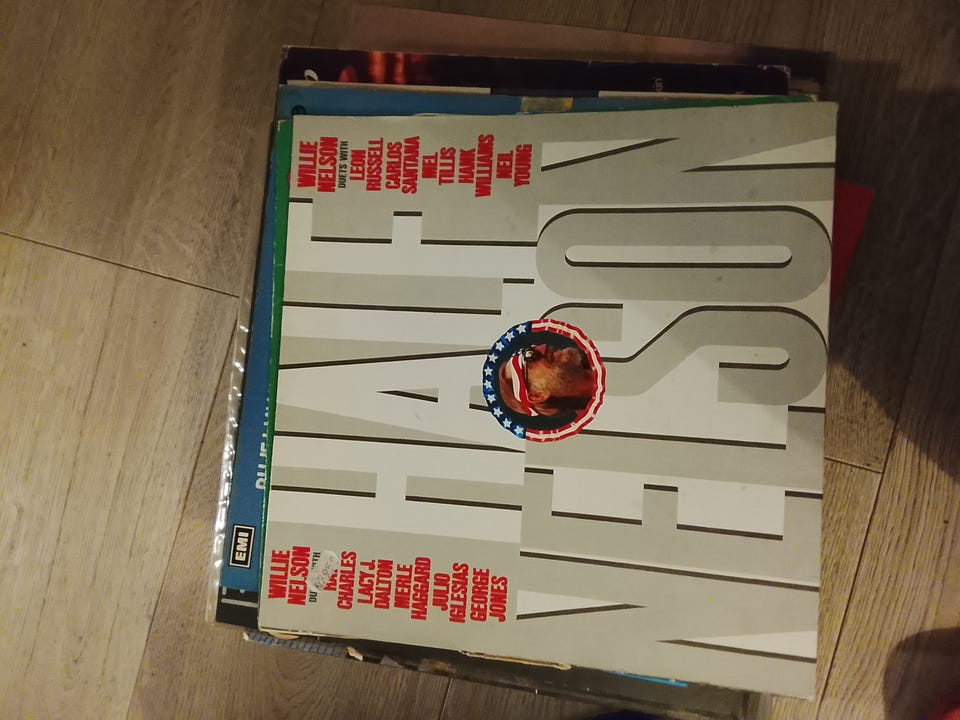 EMI
WILLIE
NELSON
WITH
CHARLES
LACY J.
DALTON
MERLE
HAGGARD
JULIO
IGLESIAS
GEORGE
JONES
WILLIE
NELSON
DUETS WITH
LEON
RUSSELL
CARLOS
SANTANA
MEL
TILLIS
HANK
WILLIAMS
NEIL
YOUNG
HALF
NELSON